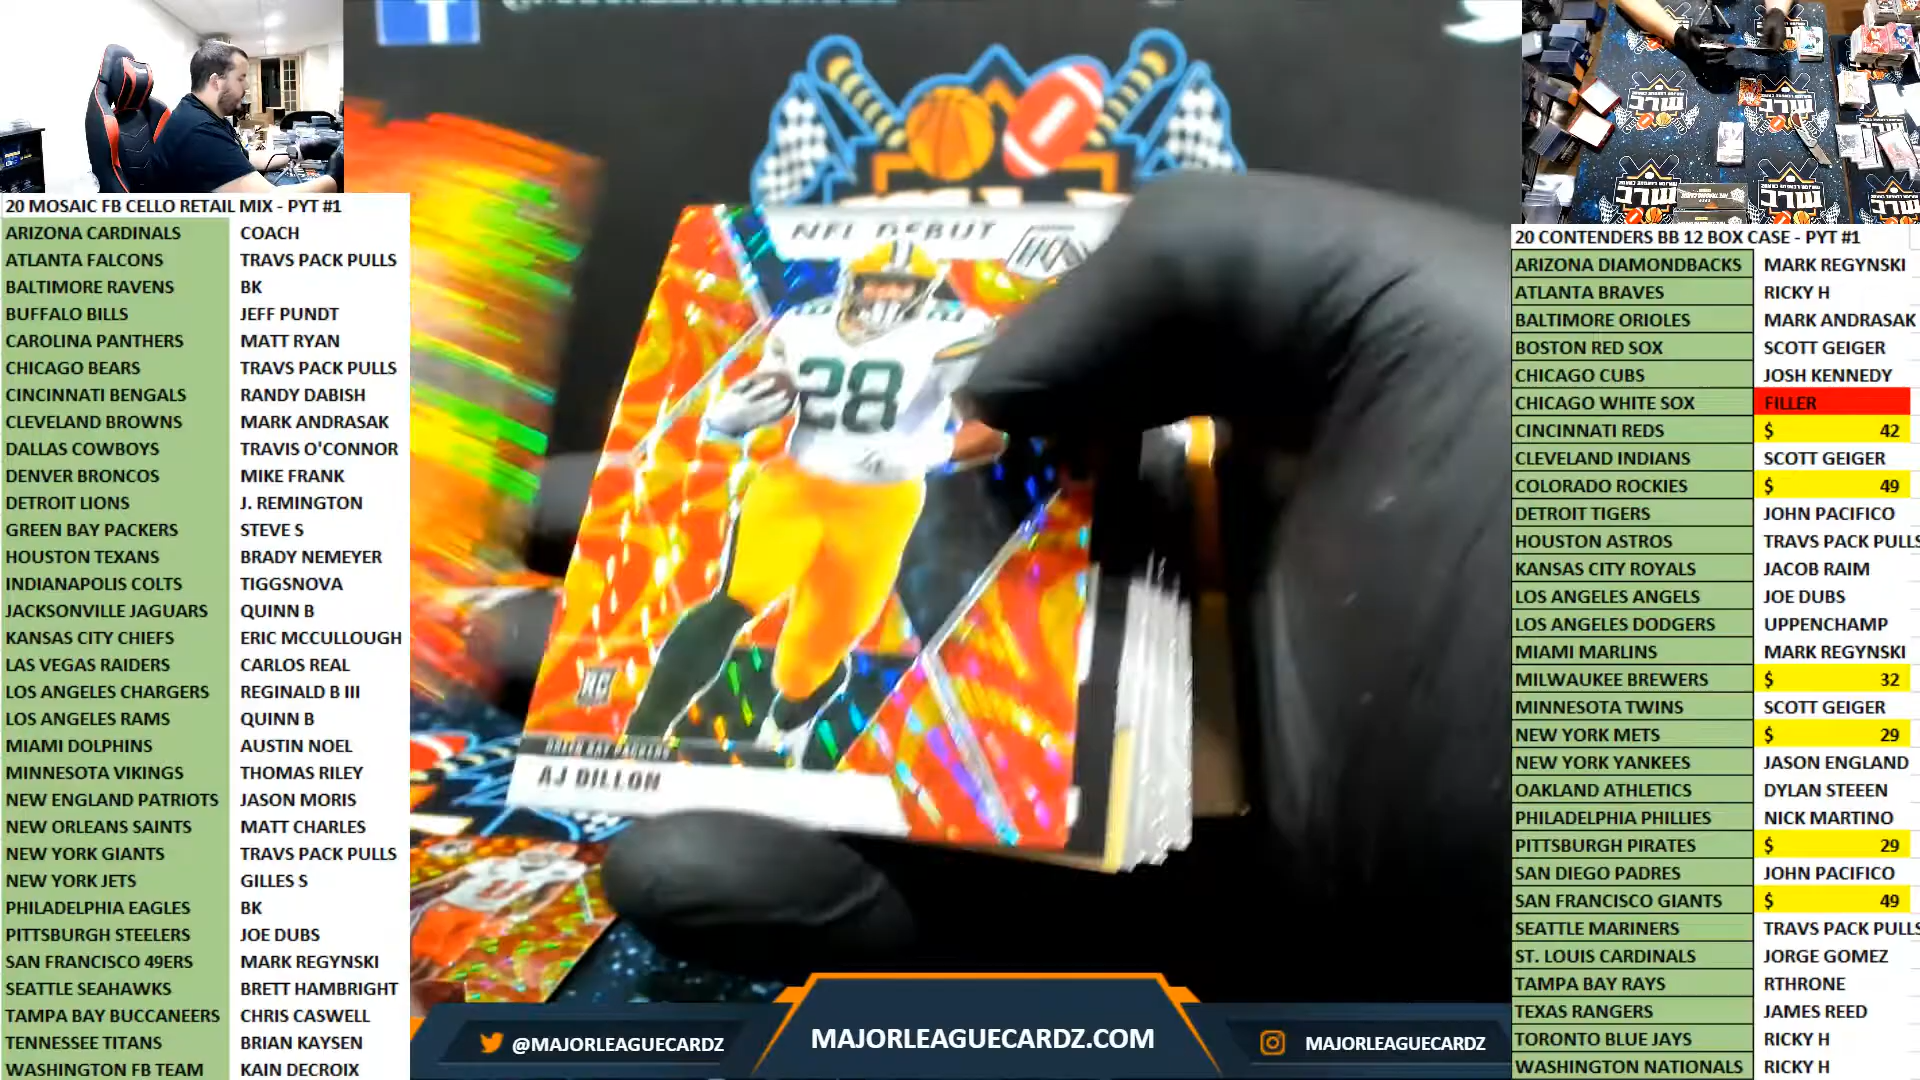 20 MOSAIC FB CELLO RETAIL MIX - PYT #1
ARIZONA CARDINALS COACH
ATLANTA FALCONS TRAVS PACK PULLS
BALTIMORE RAVENS BK
BUFFALO BILLS JEFF PUNDT
CAROLINA PANTHERS MATT RYAN
CHICAGO BEARS TRAVS PACK PULLS
CINCINNATI BENGALS RANDY DABISH
CLEVELAND BROWNS MARK ANDRASAK
DALLAS COWBOYS TRAVIS O'CONNOR
DENVER BRONCOS MIKE FRANK
DETROIT LIONS J. REMINGTON
GREEN BAY PACKERS STEVE S
HOUSTON TEXANS BRADY NEMEYER
INDIANAPOLIS COLTS TIGGSNOVA
JACKSONVILLE JAGUARS QUINN B
KANSAS CITY CHIEFS ERIC MCCULLOUGH
LAS VEGAS RAIDERS CARLOS REAL
LOS ANGELES CHARGERS REGINALD B III
LOS ANGELES RAMS QUINN B
MIAMI DOLPHINS AUSTIN NOEL
MINNESOTA VIKINGS THOMAS RILEY
NEW ENGLAND PATRIOTS JASON MORIS
NEW ORLEANS SAINTS MATT CHARLES
NEW YORK GIANTS TRAVS PACK PULLS
NEW YORK JETS GILLES S
PHILADELPHIA EAGLES BK
PITTSBURGH STEELERS JOE DUBS
SAN FRANCISCO 49ERS MARK REGYNSKI
SEATTLE SEAHAWKS BRETT HAMBRIGHT
TAMPA BAY BUCCANEERS CHRIS CASWELL
TENNESSEE TITANS BRIAN KAYSEN
WASHINGTON FB TEAM KAIN DECROIX
NFL DEBUT
28
RC
GREEN BAY PACKERS
AJ DILLON
@MAJORLEAGUECARDZ
MAJORLEAGUECARDZ.COM
MAJORLEAGUECARDZ
20 CONTENDERS BB 12 BOX CASE - PYT #1
ARIZONA DIAMONDBACKS MARK REGYNSKI
ATLANTA BRAVES RICKY H
BALTIMORE ORIOLES MARK ANDRASAK
BOSTON RED SOX SCOTT GEIGER
CHICAGO CUBS JOSH KENNEDY
CHICAGO WHITE SOX FILLER
CINCINNATI REDS $ 42
CLEVELAND INDIANS SCOTT GEIGER
COLORADO ROCKIES $ 49
DETROIT TIGERS JOHN PACIFICO
HOUSTON ASTROS TRAVS PACK PULLS
KANSAS CITY ROYALS JACOB RAIM
LOS ANGELES ANGELS JOE DUBS
LOS ANGELES DODGERS UPPENCHAMP
MIAMI MARLINS MARK REGYNSKI
MILWAUKEE BREWERS $ 32
MINNESOTA TWINS SCOTT GEIGER
NEW YORK METS $ 29
NEW YORK YANKEES JASON ENGLAND
OAKLAND ATHLETICS DYLAN STEEEN
PHILADELPHIA PHILLIES NICK MARTINO
PITTSBURGH PIRATES $ 29
SAN DIEGO PADRES JOHN PACIFICO
SAN FRANCISCO GIANTS $ 49
SEATTLE MARINERS TRAVS PACK PULLS
ST. LOUIS CARDINALS JORGE GOMEZ
TAMPA BAY RAYS RTHRONE
TEXAS RANGERS JAMES REED
TORONTO BLUE JAYS RICKY H
WASHINGTON NATIONALS RICKY H